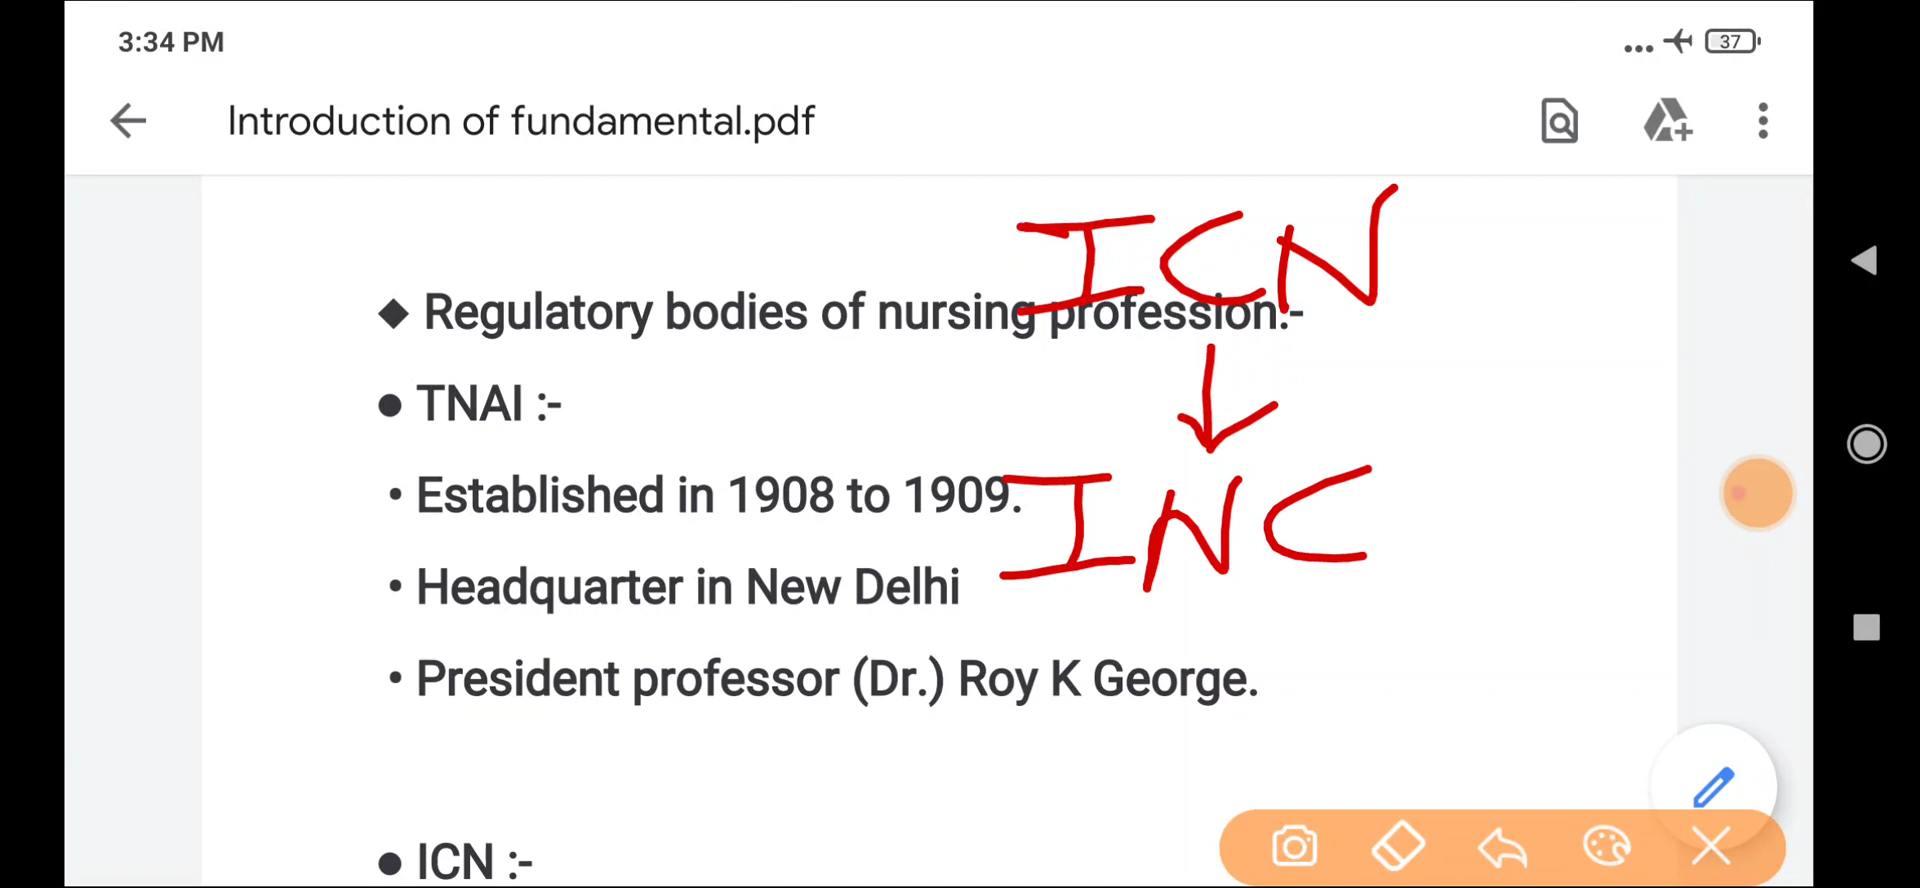 3:34 PM
37
Introduction of fundamental.pdf
ICN
◆ Regulatory bodies of nursing profession:-
● TNAI :-
• Established in 1908 to 1909.
INC
• Headquarter in New Delhi
• President professor (Dr.) Roy K George.
● ICN :-